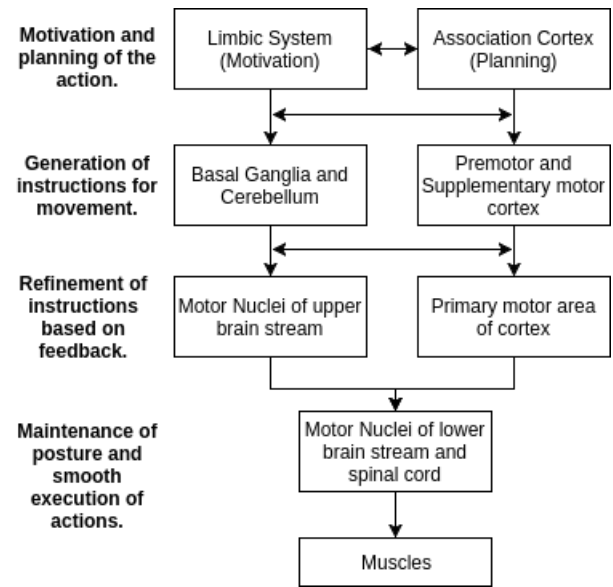 Motivation and
planning of the
action.
Limbic System
(Motivation)
Association Cortex
(Planning)
Generation of
instructions for
movement.
Basal Ganglia and
Cerebellum
Premotor and
Supplementary motor
cortex
Refinement of
instructions
based on
feedback.
Motor Nuclei of upper
brain stream
Primary motor area
of cortex
Maintenance of
posture and
smooth
execution of
actions.
Motor Nuclei of lower
brain stream and
spinal cord
Muscles